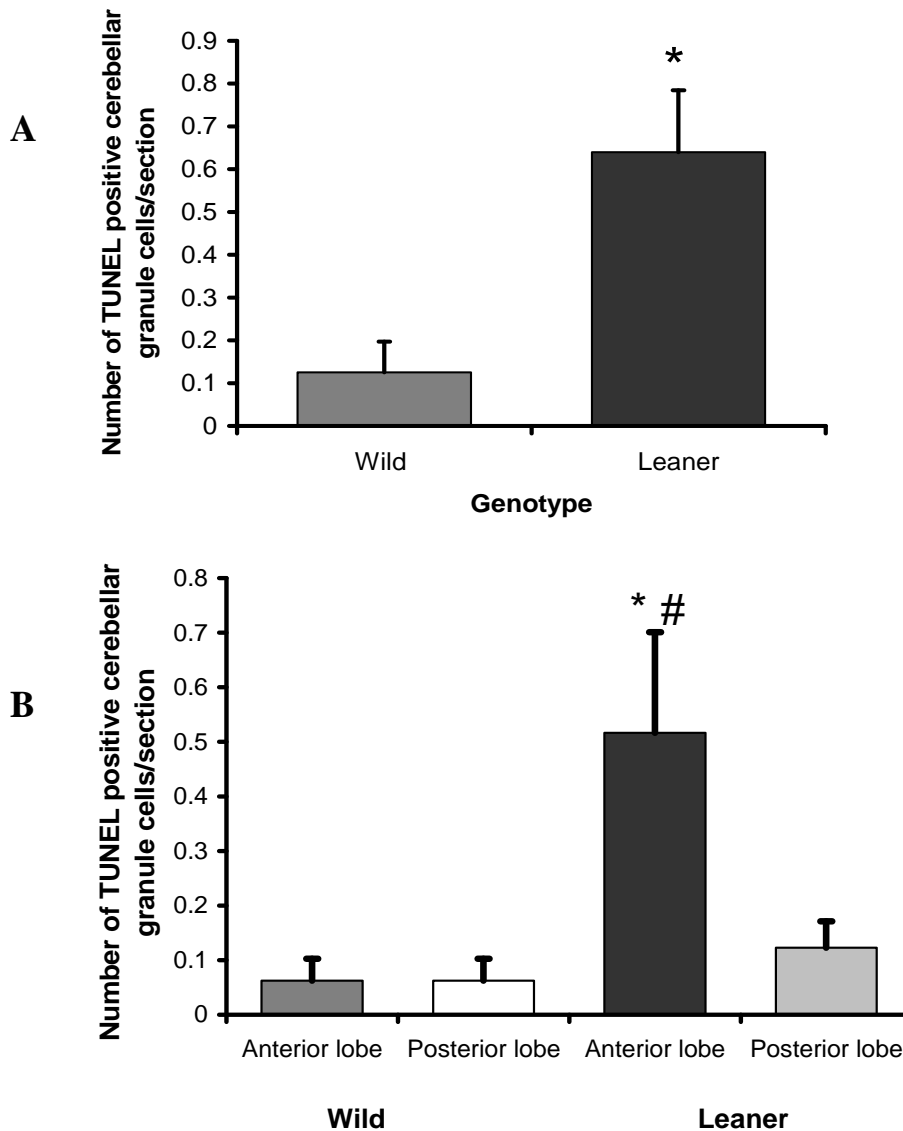 A
Number of TUNEL positive cerebellar
granule cells/section
0.9
0.8
0.7
0.6
0.5
0.4
0.3
0.2
0.1
0
*
Wild
Leaner
Genotype
B
Number of TUNEL positive cerebellar
granule cells/section
0.8
0.7
0.6
0.5
0.4
0.3
0.2
0.1
0
* #
Anterior lobe Posterior lobe Anterior lobe Posterior lobe
Wild
Leaner